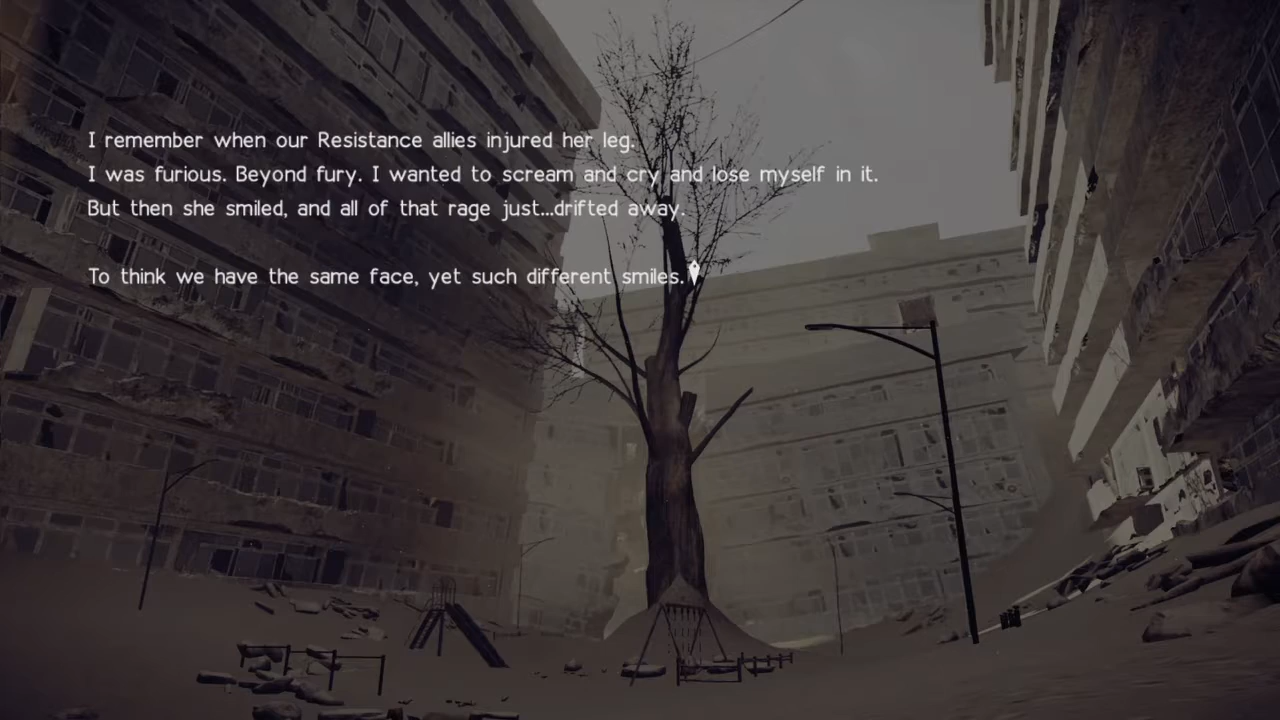 I remember when our Resistance allies injured her leg.
I was furious. Beyond fury. I wanted to scream and cry and lose myself in it.
But then she smiled, and all of that rage just...drifted away.
To think we have the same face, yet such different smiles.